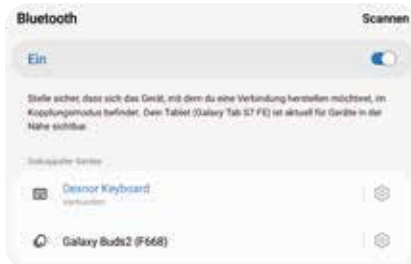 Bluetooth
Scannen
Ein
Stelle sicher, dass sich das Gerät, mit dem du eine Verbindung herstellen möchtest, im
Kopplungsmodus befindet. Dein Tablet (Galaxy Tab S7 FE) ist aktuell für Geräte in der
Nähe sichtbar.
Gekoppelte Geräte
Keyboard
Verbunden
Galaxy Buds2 (F668)